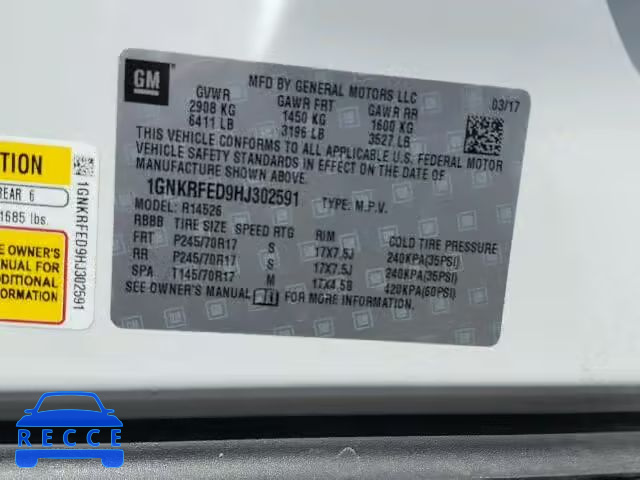 GM
MFD BY GENERAL MOTORS LLC
03/17
GVWR GAWR FRT GAWR RR
2908 KG 1450 KG 1600 KG
6411 LB 3196 LB 3527 LB
THIS VEHICLE CONFORMS TO ALL APPLICABLE U.S. FEDERAL MOTOR
VEHICLE SAFETY STANDARDS IN EFFECT ON THE DATE OF
MANUFACTURE SHOWN ABOVE.
1GNKRFED9HJ302591 TYPE: M.P.V.
MODEL: R14526
RBBB TIRE SIZE SPEED RTG RIM COLD TIRE PRESSURE
FRT P245/70R17 S 17X7.5J 240KPA(35PSI)
RR P245/70R17 S 17X7.5J 240KPA(35PSI)
SPA T145/70R17 M 17X4.5B 420KPA(60PSI)
SEE OWNER'S MANUAL FOR MORE INFORMATION.
TION
REAR 6
1685 lbs.
E OWNER'S
NUAL FOR
ITIONAL
RMATION
1GNKRFED9HJ302591
RECCE